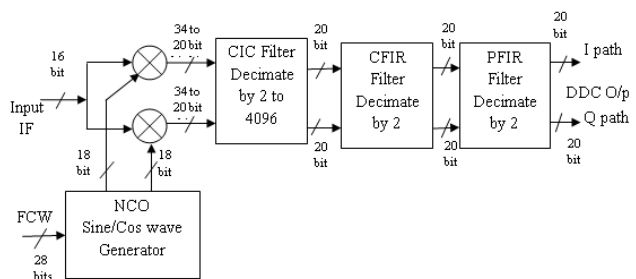 16
bit
Input
IF
34 to
20 bit
34 to
20 bit
18
bit
18
bit
NCO
Sine/Cos wave
Generator
FCW
28
bits
CIC Filter
Decimate
by 2 to
4096
20
bit
20
bit
CFIR
Filter
Decimate
by 2
20
bit
20
bit
PFIR
Filter
Decimate
by 2
20
bit
I path
DDC O/p
Q path
20
bit